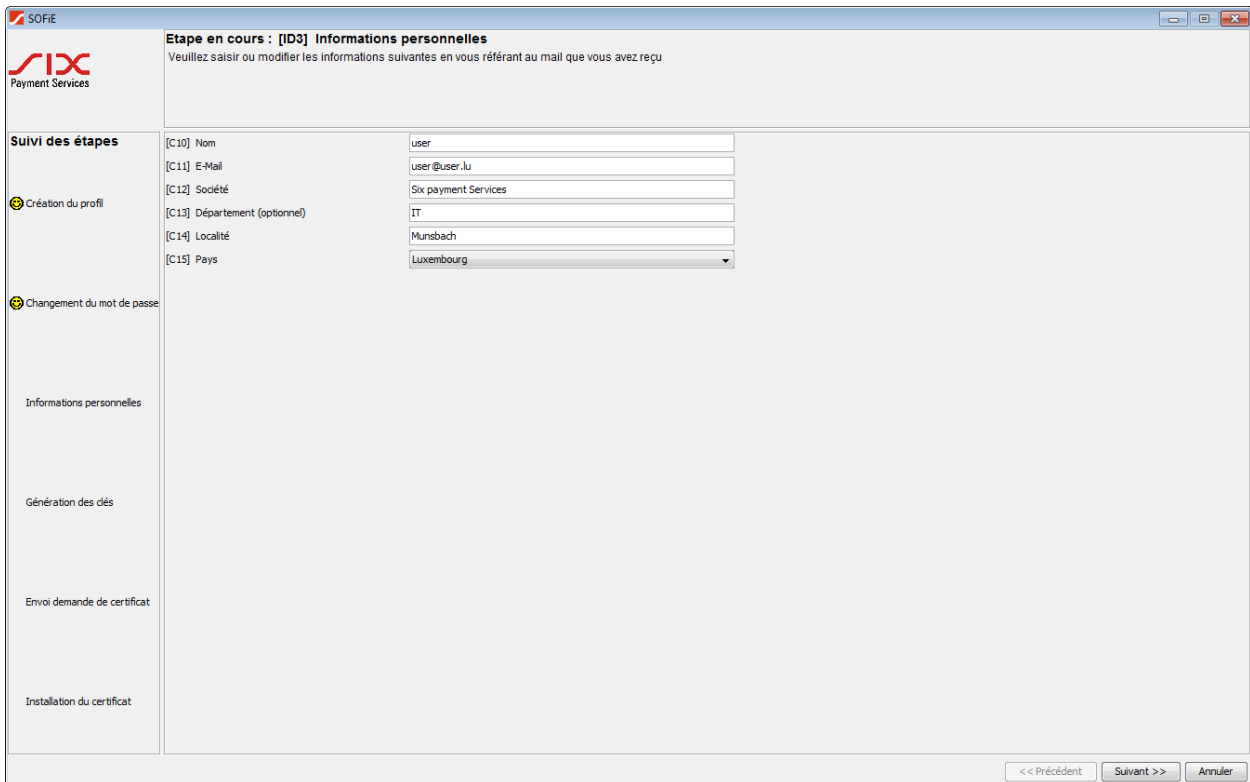 SOFiE
SIX
Payment Services
Etape en cours : [ID3] Informations personnelles
Veuillez saisir ou modifier les informations suivantes en vous référant au mail que vous avez reçu
Suivi des étapes
Création du profil
Changement du mot de passe
Informations personnelles
Génération des clés
Envoi demande de certificat
Installation du certificat
[C10] Nom user
[C11] E-Mail user@user.lu
[C12] Société Six payment Services
[C13] Département (optionnel) IT
[C14] Localité Munsbach
[C15] Pays Luxembourg
<< Précédent Suivant >> Annuler